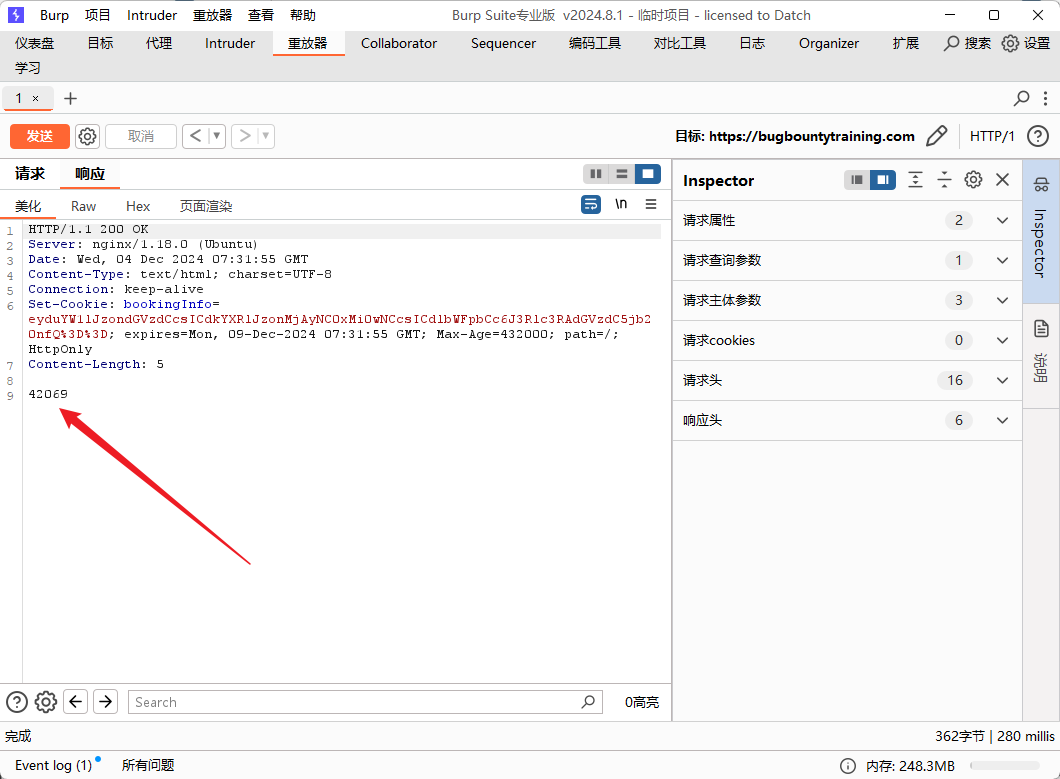 Burp 项目 Intruder 重放器 查看 帮助 Burp Suite专业版 v2024.8.1 - 临时项目 - licensed to Datch
仪表盘 目标 代理 Intruder 重放器 Collaborator Sequencer 编码工具 对比工具 日志 Organizer 扩展 搜索 设置
学习
1 ×
发送 取消 目标: https://bugbountytraining.com HTTP/1
请求 响应
美化 Raw Hex 页面渲染 \n
1 HTTP/1.1 200 OK
2 Server: nginx/1.18.0 (Ubuntu)
3 Date: Wed, 04 Dec 2024 07:31:55 GMT
4 Content-Type: text/html; charset=UTF-8
5 Connection: keep-alive
6 Set-Cookie: bookingInfo=
eyduYW1lJzondGVzdCcsICdkYXRlJzonMjAyNC0xMi0wNCcsICdlbWFpbCc6J3Rlc3RAdGVzdC5jb2
0nfQ%3D%3D; expires=Mon, 09-Dec-2024 07:31:55 GMT; Max-Age=432000; path=/;
HttpOnly
7 Content-Length: 5
8
9 42069
Inspector
请求属性 2
请求查询参数 1
请求主体参数 3
请求cookies 0
请求头 16
响应头 6
Inspector
说明
Search 0高亮
完成 362字节 | 280 millis
Event log (1) 所有问题 内存: 248.3MB